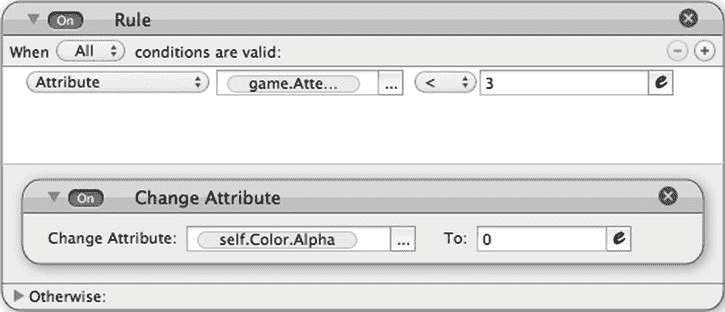 On Rule
When All conditions are valid:
Attribute game.Atte... ... < 3 e
On Change Attribute
Change Attribute: self.Color.Alpha ... To: 0 e
Otherwise: